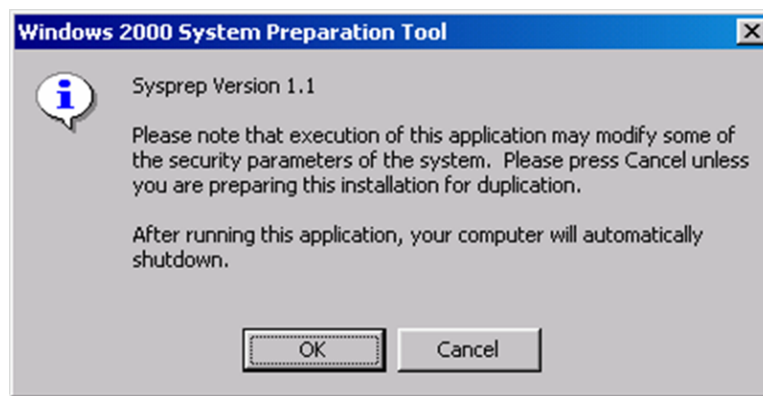 Windows 2000 System Preparation Tool
Sysprep Version 1.1
Please note that execution of this application may modify some of
the security parameters of the system. Please press Cancel unless
you are preparing this installation for duplication.
After running this application, your computer will automatically
shutdown.
OK Cancel